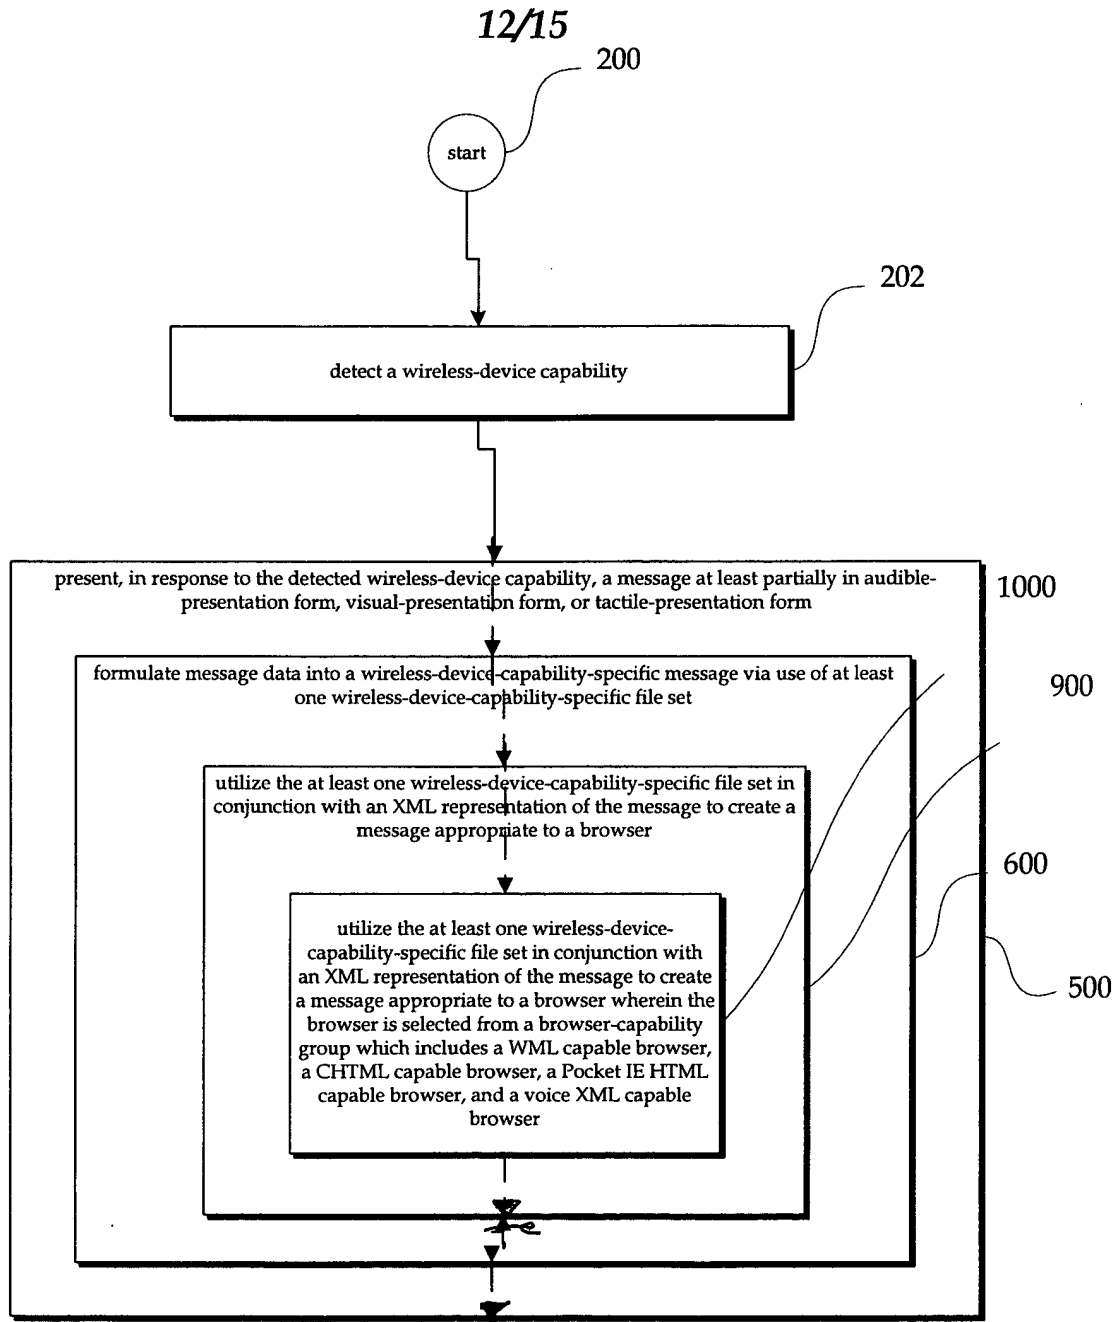 12/15
200
start
202
detect a wireless-device capability
present, in response to the detected wireless-device capability, a message at least partially in audible-
presentation form, visual-presentation form, or tactile-presentation form
1000
formulate message data into a wireless-device-capability-specific message via use of at least
one wireless-device-capability-specific file set
900
utilize the at least one wireless-device-capability-specific file set in
conjunction with an XML representation of the message to create a
message appropriate to a browser
600
utilize the at least one wireless-device-
capability-specific file set in conjunction with
an XML representation of the message to create
a message appropriate to a browser wherein the
browser is selected from a browser-capability
group which includes a WML capable browser,
a CHTML capable browser, a Pocket IE HTML
capable browser, and a voice XML capable
browser
500